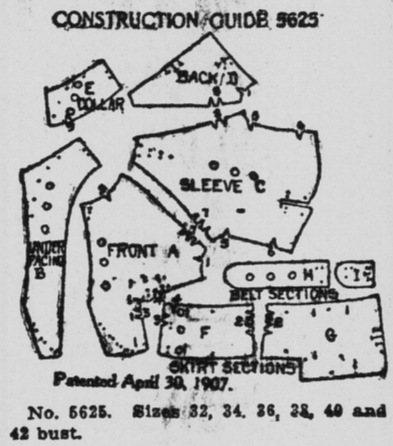 CONSTRUCTION GUIDE 5625
BACK D
E
COLLAR
SLEEVE C
UNDER
FACING
B
FRONT A
H
I
BELT SECTIONS
F
G
SKIRT SECTIONS
Patented April 30, 1907.
No. 5625. Sizes 32, 34, 36, 38, 40 and
42 bust.